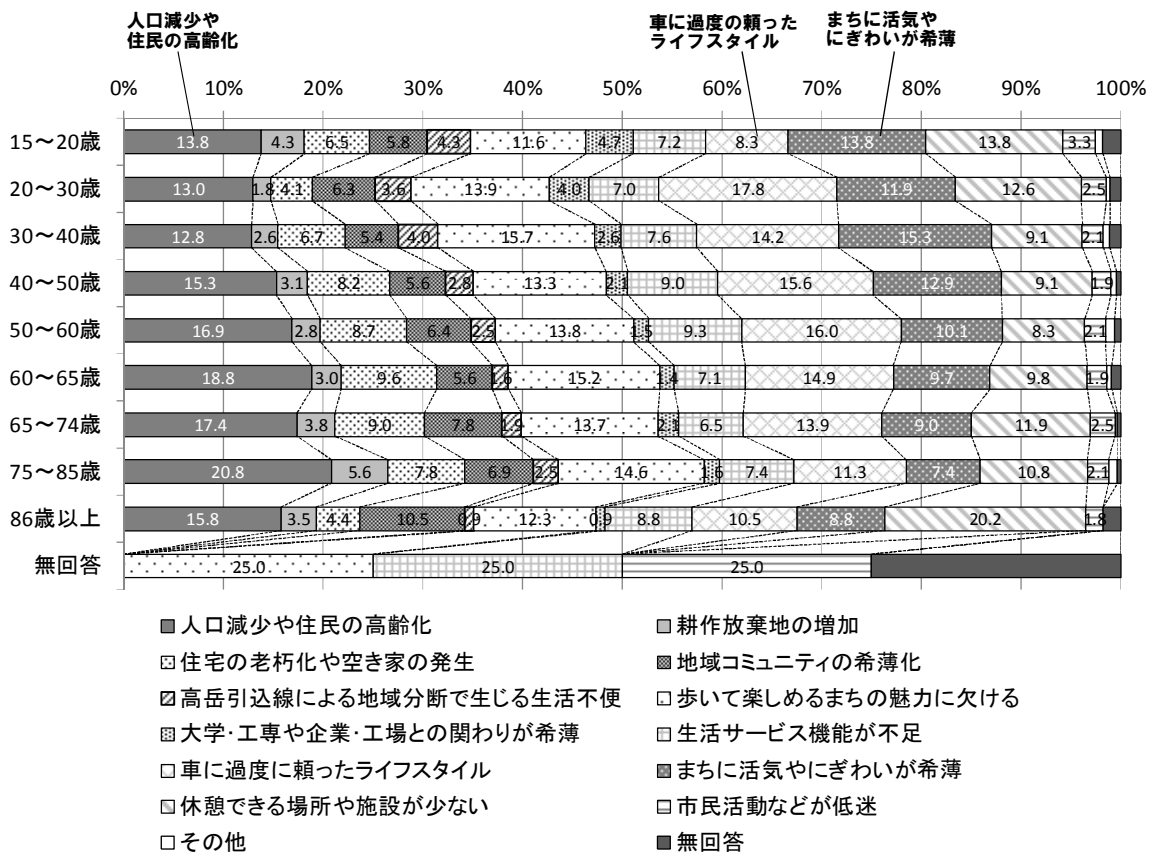 人口減少や
住民の高齢化
車に過度の頼った
ライフスタイル
まちに活気や
にぎわいが希薄
0% 10% 20% 30% 40% 50% 60% 70% 80% 90% 100%
15～20歳 13.8 4.3 6.5 5.8 4.3 11.6 4.7 7.2 8.3 13.8 13.8 3.3
20～30歳 13.0 1.8 4.1 6.3 3.6 13.9 4.0 7.0 17.8 11.9 12.6 2.5
30～40歳 12.8 2.6 6.7 5.4 4.0 15.7 2.6 7.6 14.2 15.3 9.1 2.1
40～50歳 15.3 3.1 8.2 5.6 2.8 13.3 2.1 9.0 15.6 12.9 9.1 1.9
50～60歳 16.9 2.8 8.7 6.4 2.5 13.8 1.5 9.3 16.0 10.1 8.3 2.1
60～65歳 18.8 3.0 9.6 5.6 1.6 15.2 1.4 7.1 14.9 9.7 9.8 1.9
65～74歳 17.4 3.8 9.0 7.8 1.9 13.7 2.1 6.5 13.9 9.0 11.9 2.5
75～85歳 20.8 5.6 7.8 6.9 2.5 14.6 1.6 7.4 11.3 7.4 10.8 2.1
86歳以上 15.8 3.5 4.4 10.5 0.9 12.3 0.9 8.8 10.5 8.8 20.2 1.8
無回答 25.0 25.0 25.0
人口減少や住民の高齢化 耕作放棄地の増加
住宅の老朽化や空き家の発生 地域コミュニティの希薄化
高岳引込線による地域分断で生じる生活不便 歩いて楽しめるまちの魅力に欠ける
大学・工専や企業・工場との関わりが希薄 生活サービス機能が不足
車に過度に頼ったライフスタイル まちに活気やにぎわいが希薄
休憩できる場所や施設が少ない 市民活動などが低迷
その他 無回答